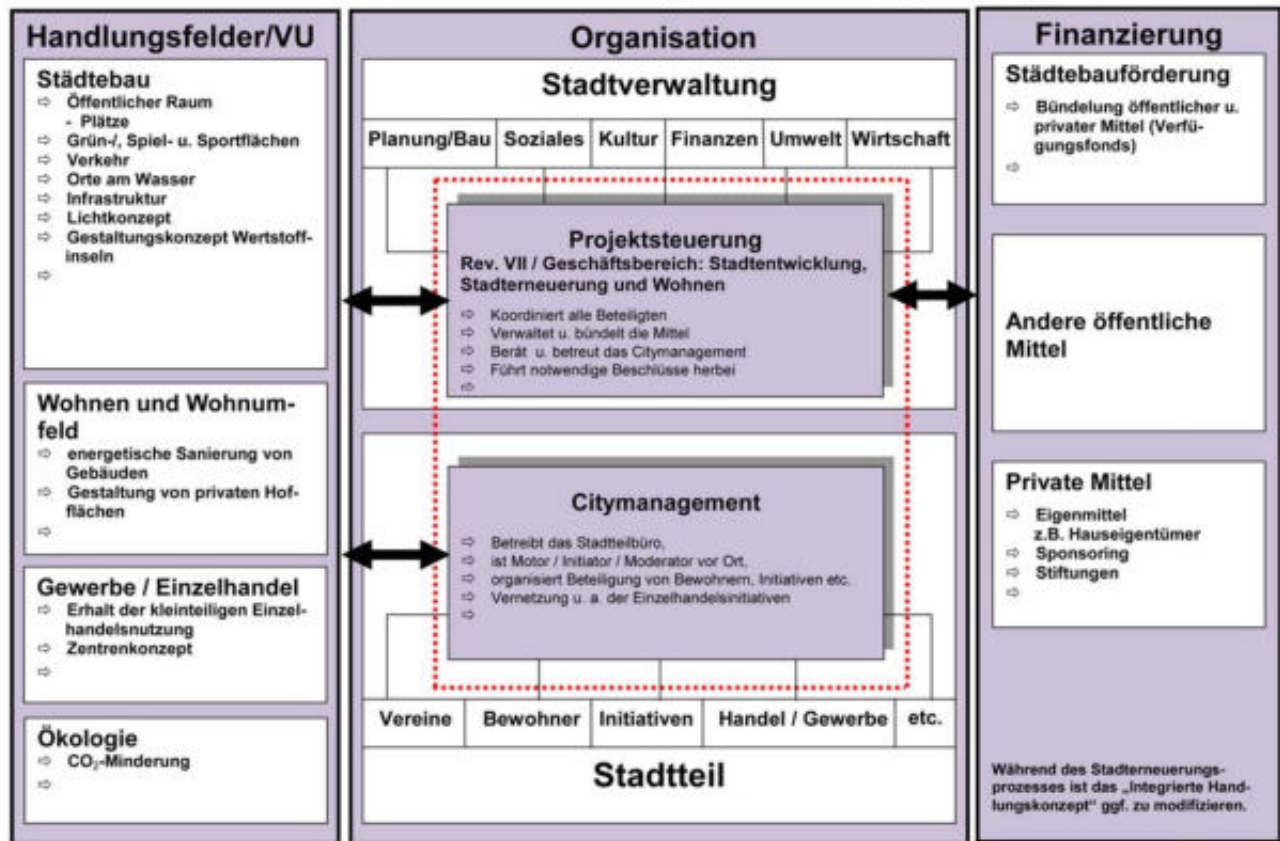 Handlungsfelder/VU
Städtebau
⇨ Öffentlicher Raum
- Plätze
⇨ Grün-/, Spiel- u. Sportflächen
⇨ Verkehr
⇨ Orte am Wasser
⇨ Infrastruktur
⇨ Lichtkonzept
⇨ Gestaltungskonzept Wertstoff-
inseln
⇨
Wohnen und Wohnum-
feld
⇨ energetische Sanierung von
Gebäuden
⇨ Gestaltung von privaten Hof-
flächen
⇨
Gewerbe / Einzelhandel
⇨ Erhalt der kleinteiligen Einzel-
handelsnutzung
⇨ Zentrenkonzept
⇨
Ökologie
⇨ CO₂-Minderung
⇨
Organisation
Stadtverwaltung
Planung/Bau Soziales Kultur Finanzen Umwelt Wirtschaft
Projektsteuerung
Rev. VII / Geschäftsbereich: Stadtentwicklung,
Stadterneuerung und Wohnen
⇨ Koordiniert alle Beteiligten
⇨ Verwaltet u. bündelt die Mittel
⇨ Berät u. betreut das Citymanagement
⇨ Führt notwendige Beschlüsse herbei
⇨
Citymanagement
⇨ Betreibt das Stadtteilbüro,
⇨ ist Motor / Initiator / Moderator vor Ort,
⇨ organisiert Beteiligung von Bewohnern, Initiativen etc.
⇨ Vernetzung u. a. der Einzelhandelsinitiativen
⇨
Vereine Bewohner Initiativen Handel / Gewerbe etc.
Stadtteil
Finanzierung
Städtebauförderung
⇨ Bündelung öffentlicher u.
privater Mittel (Verfü-
gungsfonds)
⇨
Andere öffentliche
Mittel
Private Mittel
⇨ Eigenmittel
z.B. Hauseigentümer
⇨ Sponsoring
⇨ Stiftungen
⇨
Während des Stadterneuerungs-
prozesses ist das „Integrierte Hand-
lungskonzept“ ggf. zu modifizieren.